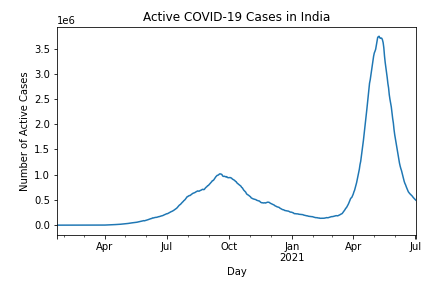 Active COVID-19 Cases in India
1e6
3.5
3.0
2.5
2.0
1.5
1.0
0.5
0.0
Number of Active Cases
Apr Jul Oct Jan Apr Jul
2021
Day